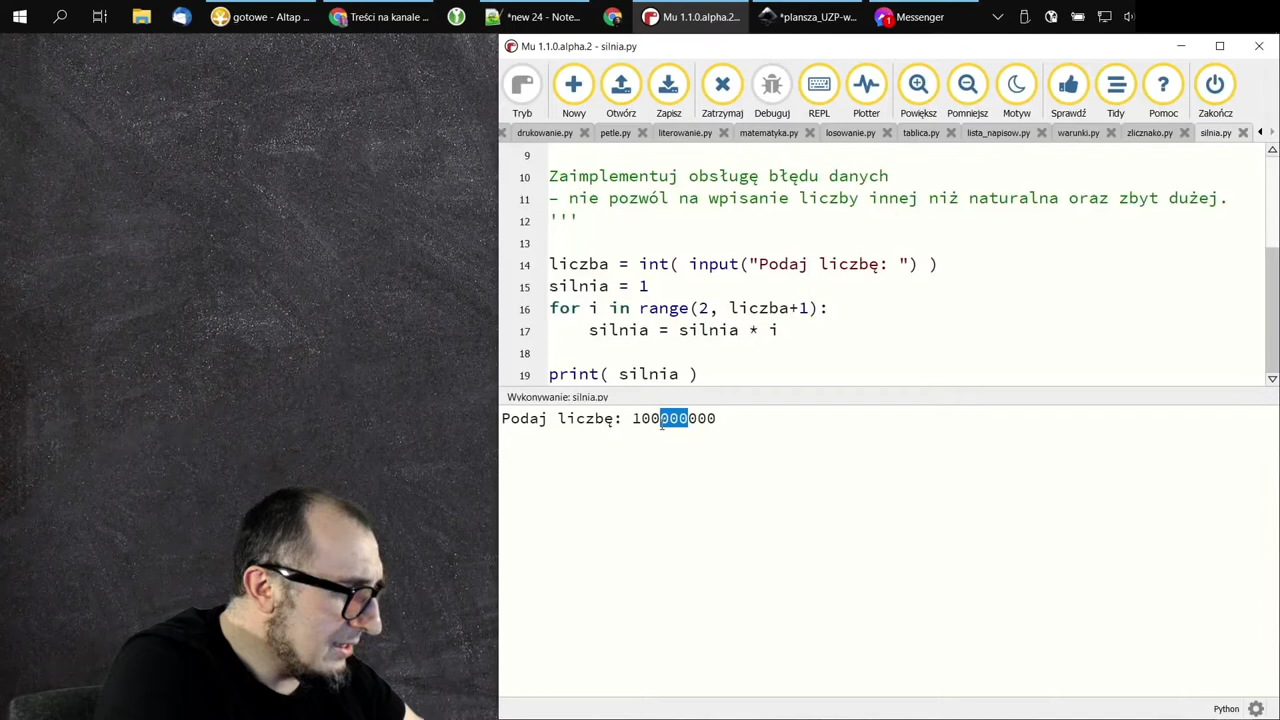 gotowe - Altap ...
Treści na kanale ...
*new 24 - Note...
Mu 1.1.0.alpha.2...
*plansza_UZP-w...
1
Messenger
Mu 1.1.0.alpha.2 - silnia.py
Tryb
Nowy
Otwórz
Zapisz
Zatrzymaj
Debuguj
REPL
Plotter
Powiększ
Pomniejsz
Motyw
Sprawdź
Tidy
Pomoc
Zakończ
drukowanie.py
petle.py
literowanie.py
matematyka.py
losowanie.py
tablica.py
lista_napisow.py
warunki.py
zlicznako.py
silnia.py
9
10 Zaimplementuj obsługę błędu danych
11 – nie pozwól na wpisanie liczby innej niż naturalna oraz zbyt dużej.
12 '''
13
14 liczba = int( input("Podaj liczbę: ") )
15 silnia = 1
16 for i in range(2, liczba+1):
17 silnia = silnia * i
18
19 print( silnia )
Wykonywanie: silnia.py
Podaj liczbę: 100000000
Python